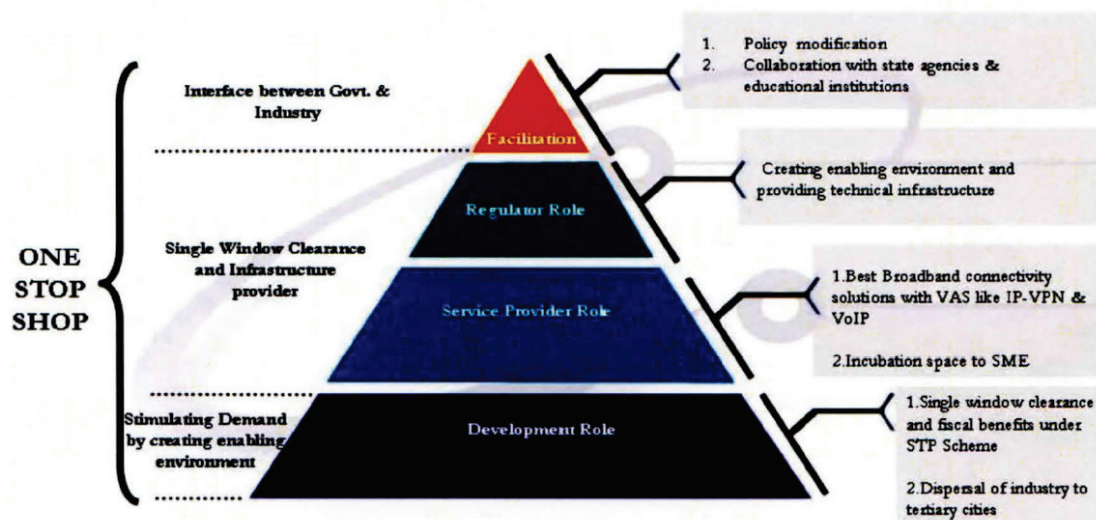 ONE
STOP
SHOP
Interface between Govt. &
Industry
Single Window Clearance
and Infrastructure
provider
Stimulating Demand
by creating enabling
environment
Facilitation
Regulator Role
Service Provider Role
Development Role
1. Policy modification
2. Collaboration with state agencies &
educational institutions
Creating enabling environment and
providing technical infrastructure
1.Best Broadband connectivity
solutions with VAS like IP-VPN &
VoIP
2.Incubation space to SME
1.Single window clearance
and fiscal benefits under
STP Scheme
2.Dispersal of industry to
tertiary cities